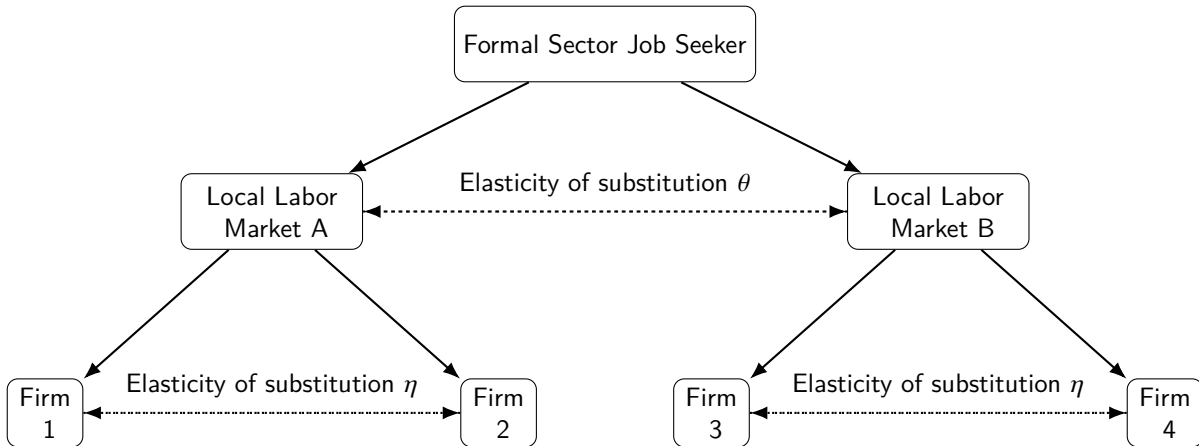 Formal Sector Job Seeker
Elasticity of substitution θ
Local Labor
Market A
Local Labor
Market B
Elasticity of substitution η
Elasticity of substitution η
Firm
1
Firm
2
Firm
3
Firm
4